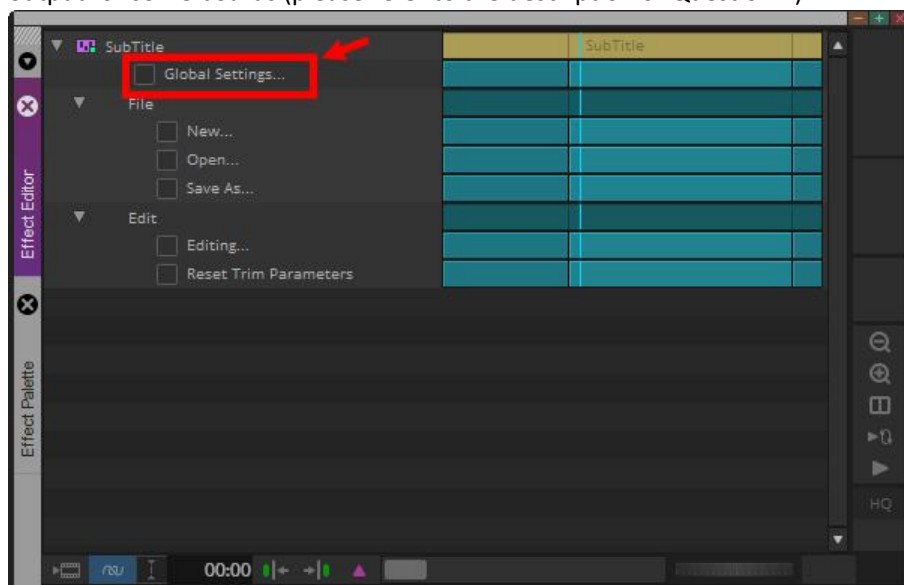 SubTitle
SubTitle
Global Settings...
File
New...
Open...
Save As...
Edit
Editing...
Reset Trim Parameters
Effect Editor
Effect Palette
HQ
00:00